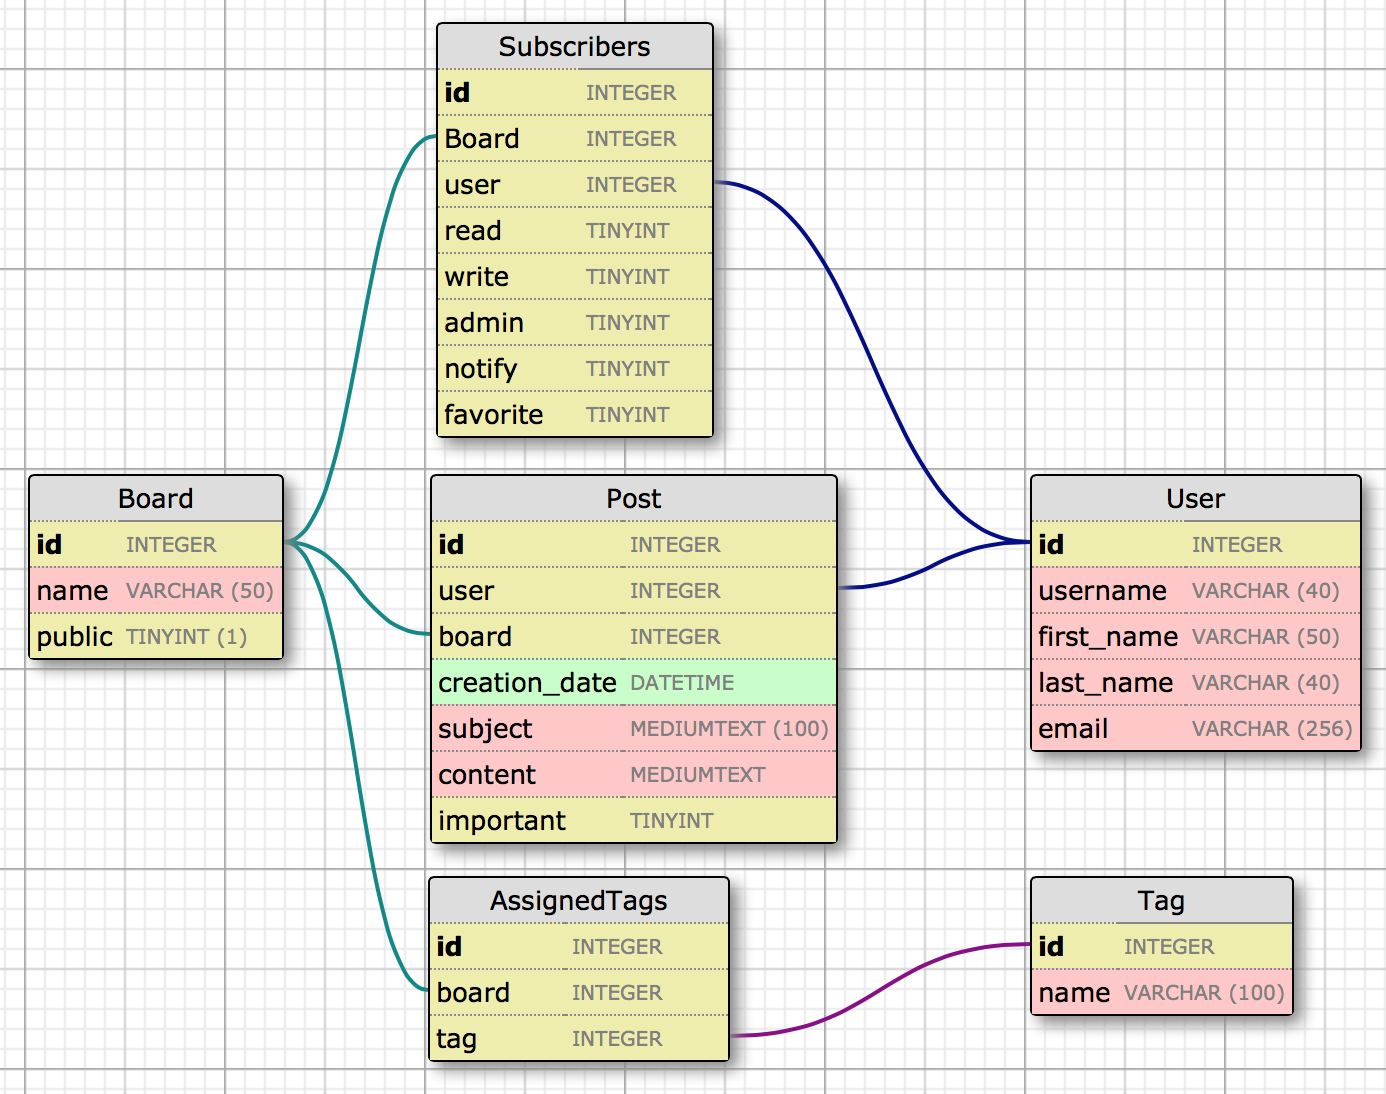 Subscribers
id INTEGER
Board INTEGER
user INTEGER
read TINYINT
write TINYINT
admin TINYINT
notify TINYINT
favorite TINYINT
Board
id INTEGER
name VARCHAR (50)
public TINYINT (1)
Post
id INTEGER
user INTEGER
board INTEGER
creation_date DATETIME
subject MEDIUMTEXT (100)
content MEDIUMTEXT
important TINYINT
User
id INTEGER
username VARCHAR (40)
first_name VARCHAR (50)
last_name VARCHAR (40)
email VARCHAR (256)
AssignedTags
id INTEGER
board INTEGER
tag INTEGER
Tag
id INTEGER
name VARCHAR (100)